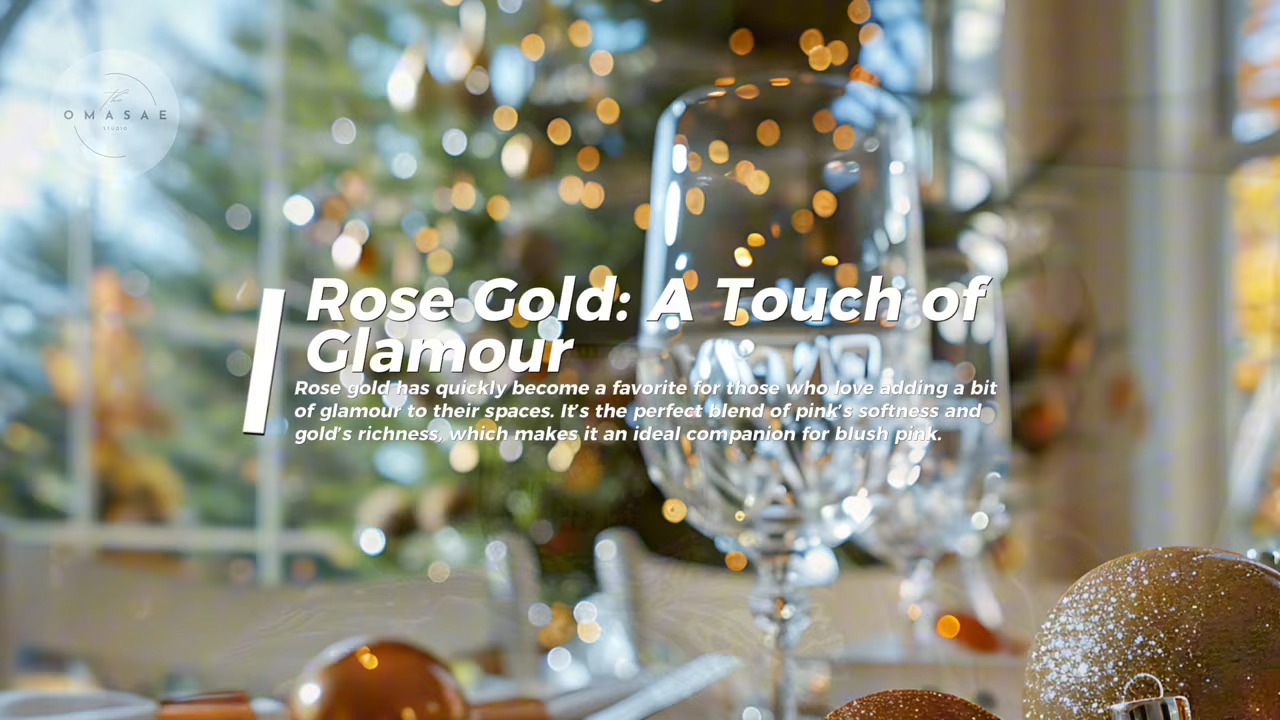 the
OMASAE
STUDIO
Rose Gold: A Touch of
Glamour
Rose gold has quickly become a favorite for those who love adding a bit
of glamour to their spaces. It's the perfect blend of pink's softness and
gold's richness, which makes it an ideal companion for blush pink.